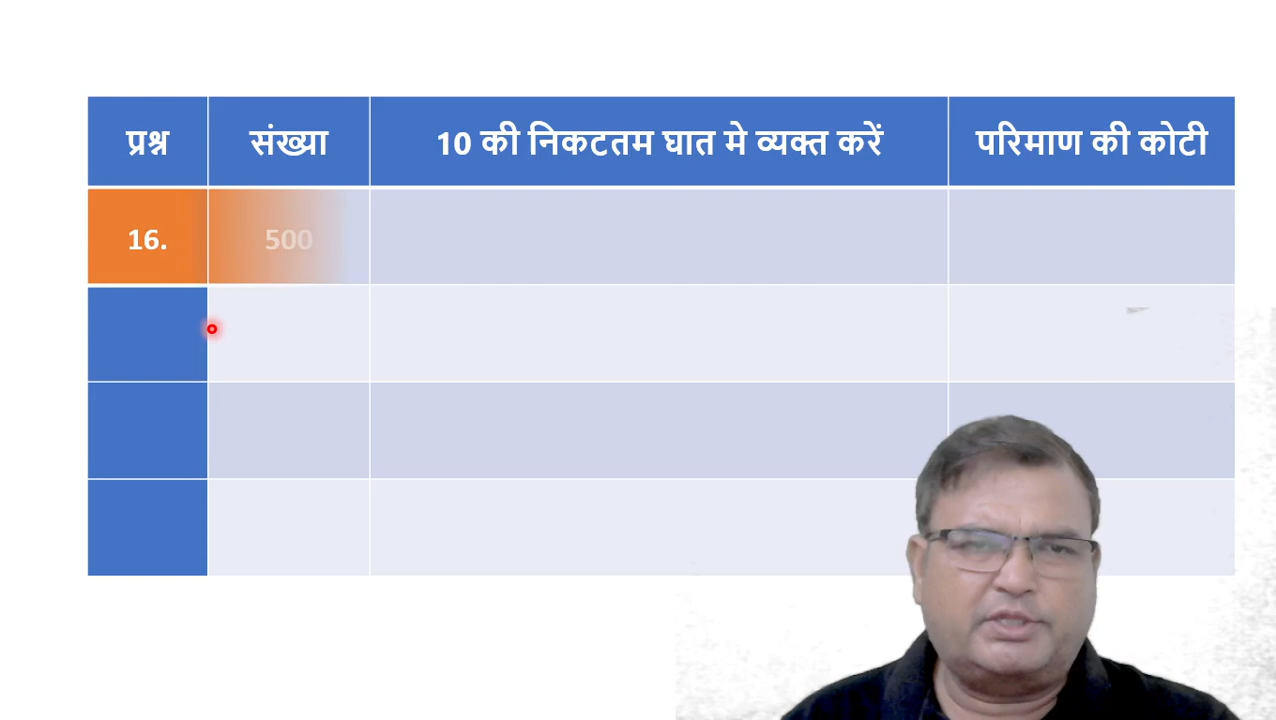 प्रश्न संख्या 10 की निकटतम घात मे व्यक्त करें परिमाण की कोटी
16. 500